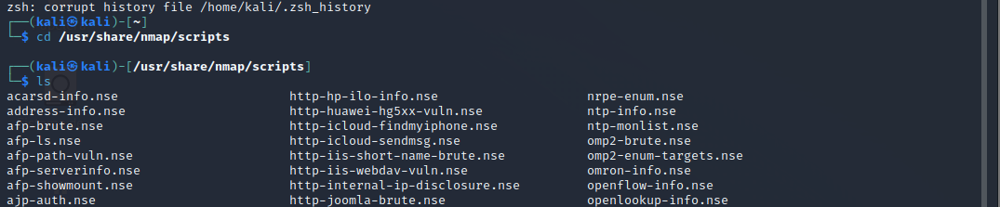 zsh: corrupt history file /home/kali/.zsh_history
┌──(kali㉿kali)-[~]
└─$ cd /usr/share/nmap/scripts
┌──(kali㉿kali)-[/usr/share/nmap/scripts]
└─$ ls
acarsd-info.nse http-hp-ilo-info.nse nrpe-enum.nse
address-info.nse http-huawei-hg5xx-vuln.nse ntp-info.nse
afp-brute.nse http-icloud-findmyiphone.nse ntp-monlist.nse
afp-ls.nse http-icloud-sendmsg.nse omp2-brute.nse
afp-path-vuln.nse http-iis-short-name-brute.nse omp2-enum-targets.nse
afp-serverinfo.nse http-iis-webdav-vuln.nse omron-info.nse
afp-showmount.nse http-internal-ip-disclosure.nse openflow-info.nse
ajp-auth.nse http-joomla-brute.nse openlookup-info.nse